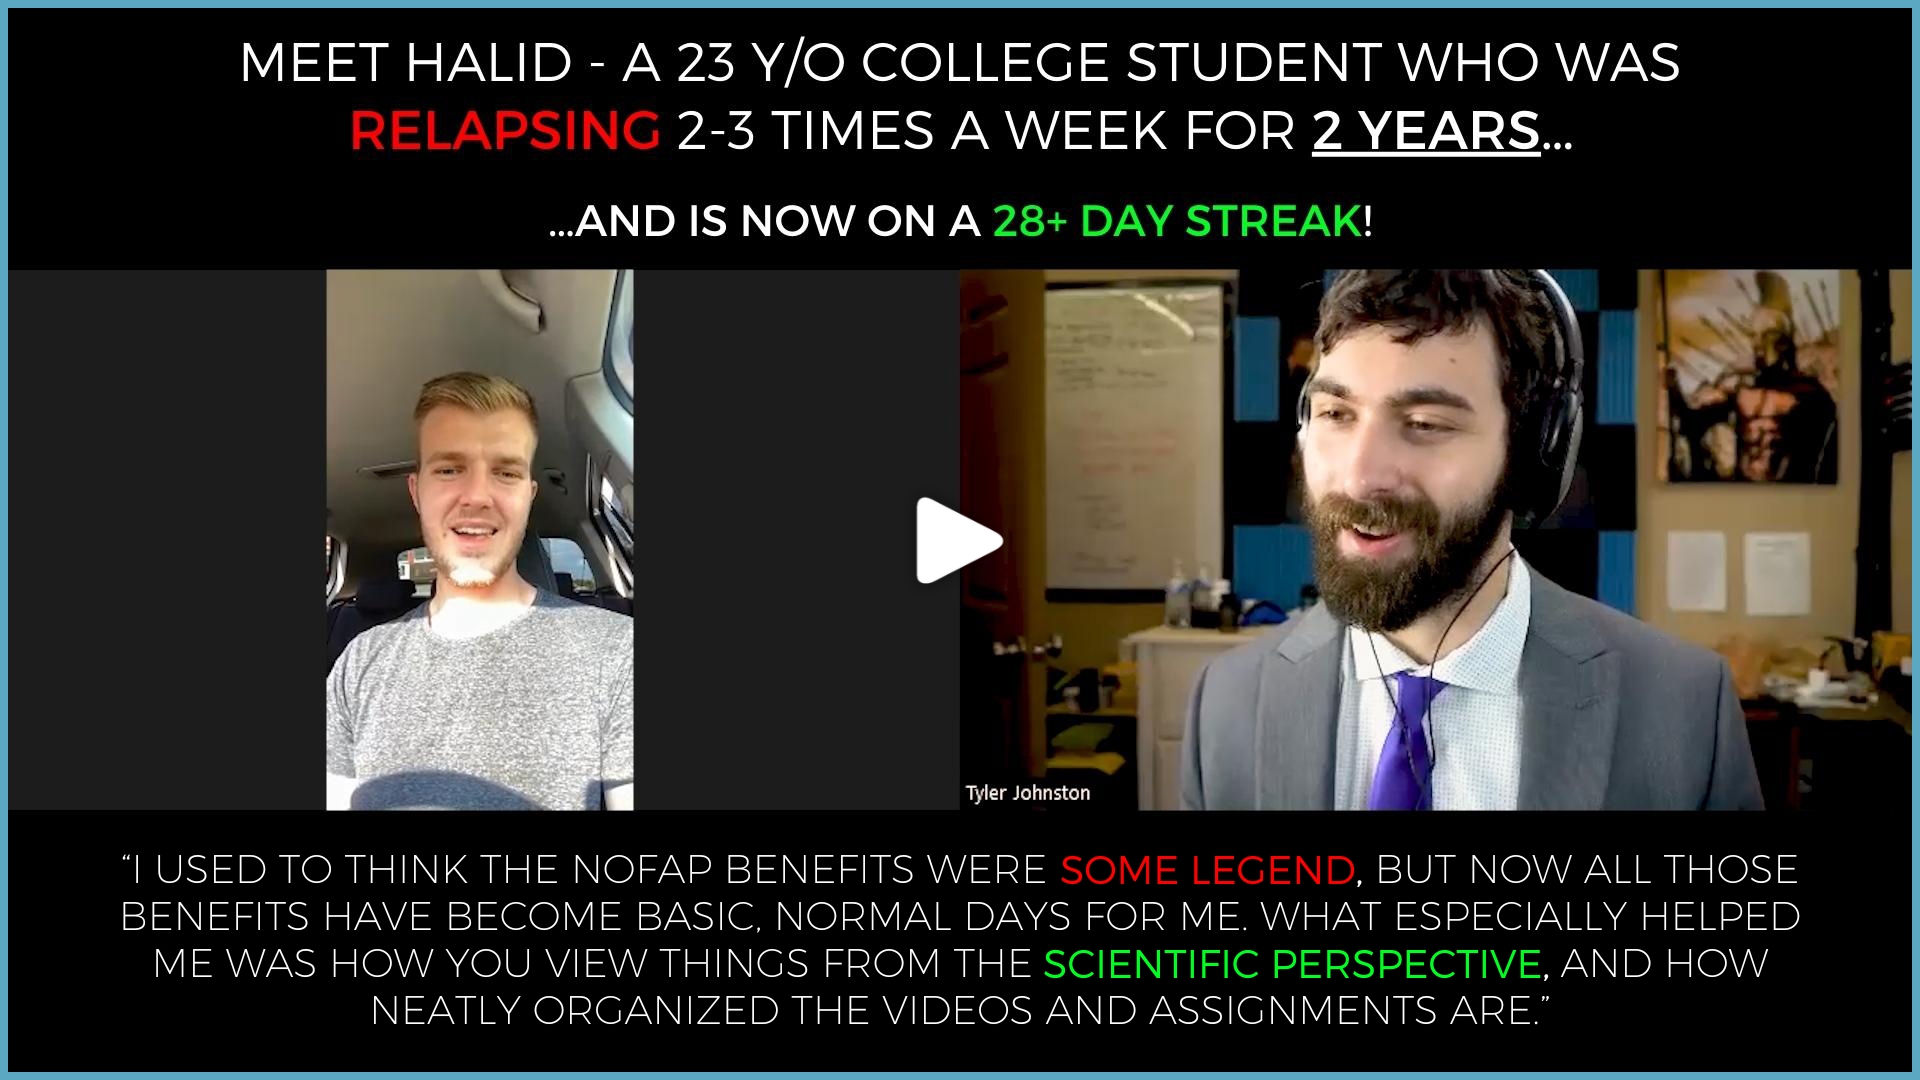 MEET HALID - A 23 Y/O COLLEGE STUDENT WHO WAS
RELAPSING 2-3 TIMES A WEEK FOR 2 YEARS...
...AND IS NOW ON A 28+ DAY STREAK!
Tyler Johnston
“I USED TO THINK THE NOFAP BENEFITS WERE SOME LEGEND, BUT NOW ALL THOSE
BENEFITS HAVE BECOME BASIC, NORMAL DAYS FOR ME. WHAT ESPECIALLY HELPED
ME WAS HOW YOU VIEW THINGS FROM THE SCIENTIFIC PERSPECTIVE, AND HOW
NEATLY ORGANIZED THE VIDEOS AND ASSIGNMENTS ARE.”